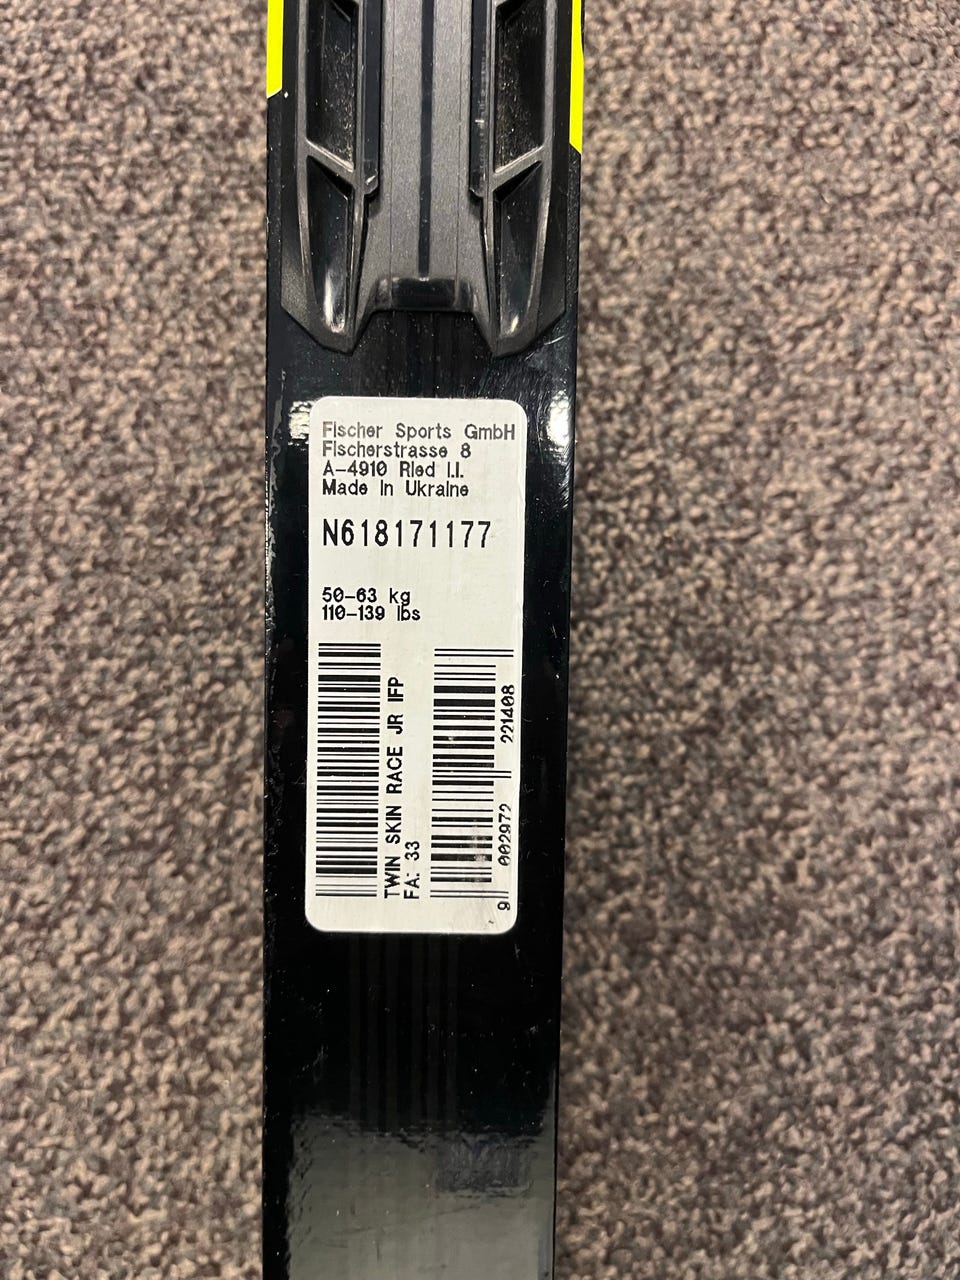 Fischer Sports GmbH
Fischerstrasse 8
A-4910 Ried I.I.
Made in Ukraine
N618171177
50-63 kg
110-139 lbs
TWIN SKIN RACE JR IFP
FA: 33
9 002972 221408